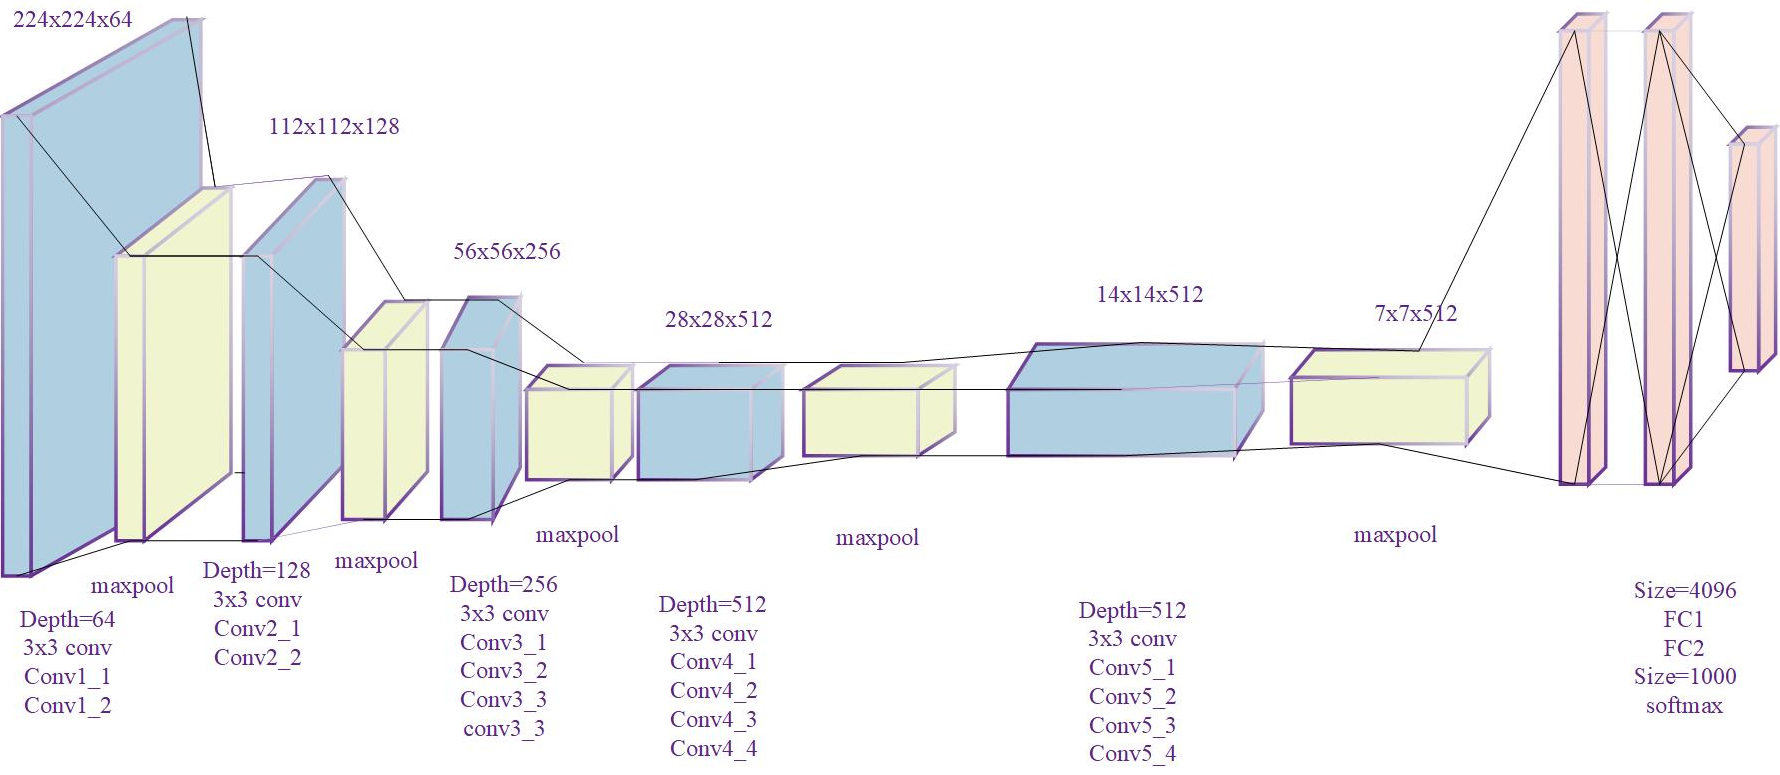 224x224x64
112x112x128
56x56x256
28x28x512
14x14x512
7x7x512
maxpool
maxpool
maxpool
maxpool
maxpool
Depth=64
3x3 conv
Conv1_1
Conv1_2
Depth=128
3x3 conv
Conv2_1
Conv2_2
Depth=256
3x3 conv
Conv3_1
Conv3_2
Conv3_3
conv3_3
Depth=512
3x3 conv
Conv4_1
Conv4_2
Conv4_3
Conv4_4
Depth=512
3x3 conv
Conv5_1
Conv5_2
Conv5_3
Conv5_4
Size=4096
FC1
FC2
Size=1000
softmax